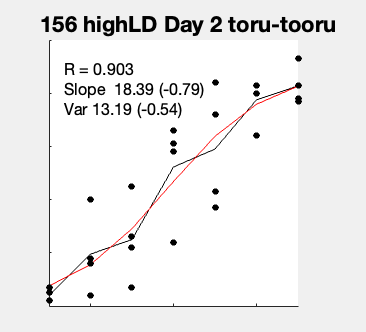 156 highLD Day 2 toru-tooru
R = 0.903
Slope  18.39 (-0.79)
Var 13.19 (-0.54)